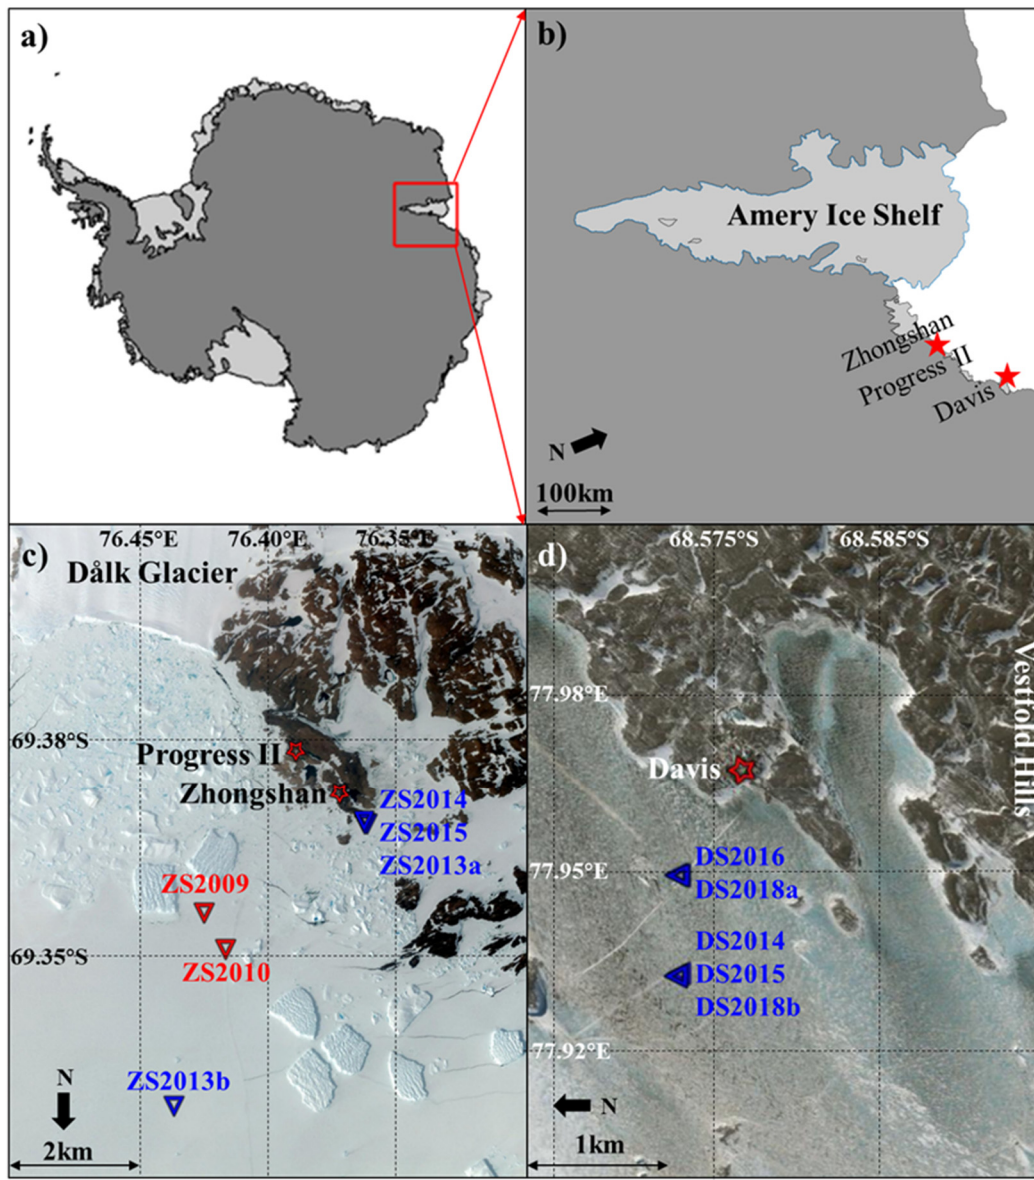 a)
b)
Amery Ice Shelf
Zhongshan
Progress II
Davis
N
100km
76.45°E 76.40°E 76.35°E
c)
Dålk Glacier
69.38°S
Progress II
Zhongshan
ZS2014
ZS2015
ZS2013a
ZS2009
69.35°S
ZS2010
ZS2013b
N
2km
68.575°S 68.585°S
d)
Vestfold Hills
77.98°E
Davis
77.95°E
DS2016
DS2018a
DS2014
DS2015
DS2018b
77.92°E
N
1km